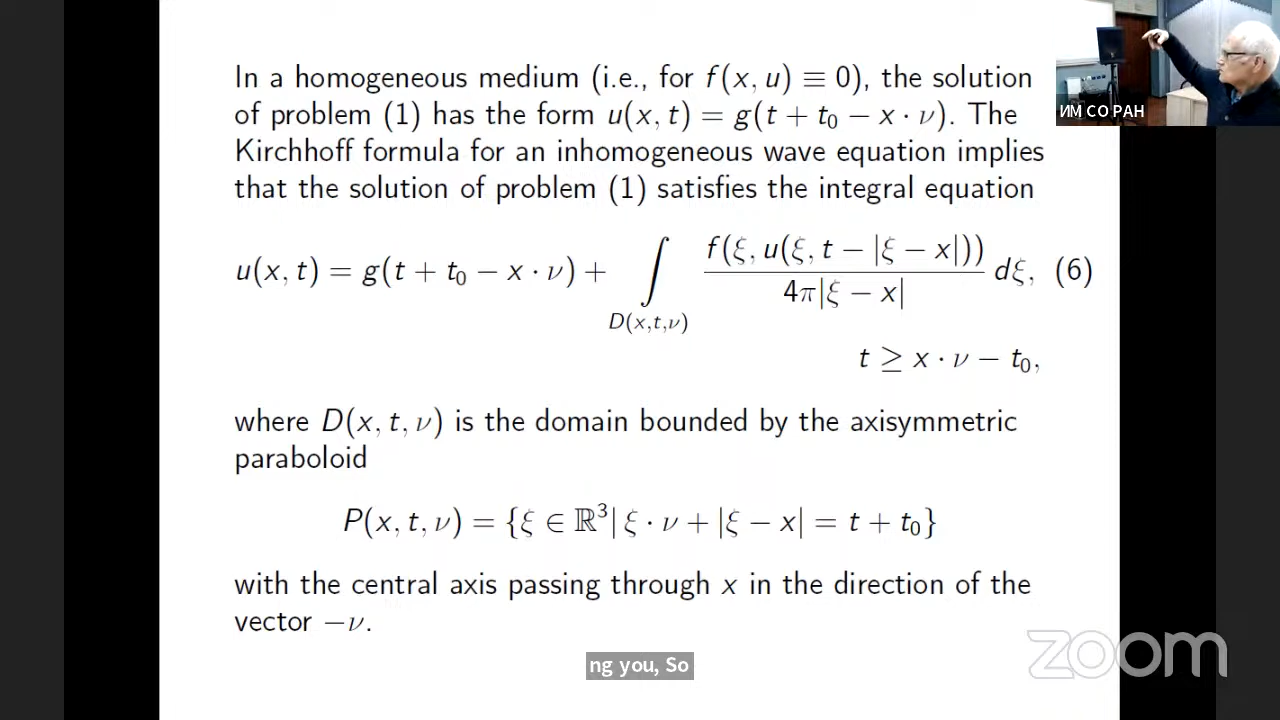 In a homogeneous medium (i.e., for f(x, u) ≡ 0), the solution
of problem (1) has the form u(x, t) = g(t + t₀ − x · ν). The
Kirchhoff formula for an inhomogeneous wave equation implies
that the solution of problem (1) satisfies the integral equation
u(x, t) = g(t + t₀ − x · ν) + ∫_{D(x,t,ν)} f(ξ, u(ξ, t − |ξ − x|)) / 4π|ξ − x| dξ, (6)
t ≥ x · ν − t₀,
where D(x, t, ν) is the domain bounded by the axisymmetric
paraboloid
P(x, t, ν) = {ξ ∈ ℝ³| ξ · ν + |ξ − x| = t + t₀}
with the central axis passing through x in the direction of the
vector −ν.
ИМ СО РАН
ng you, So
zoom